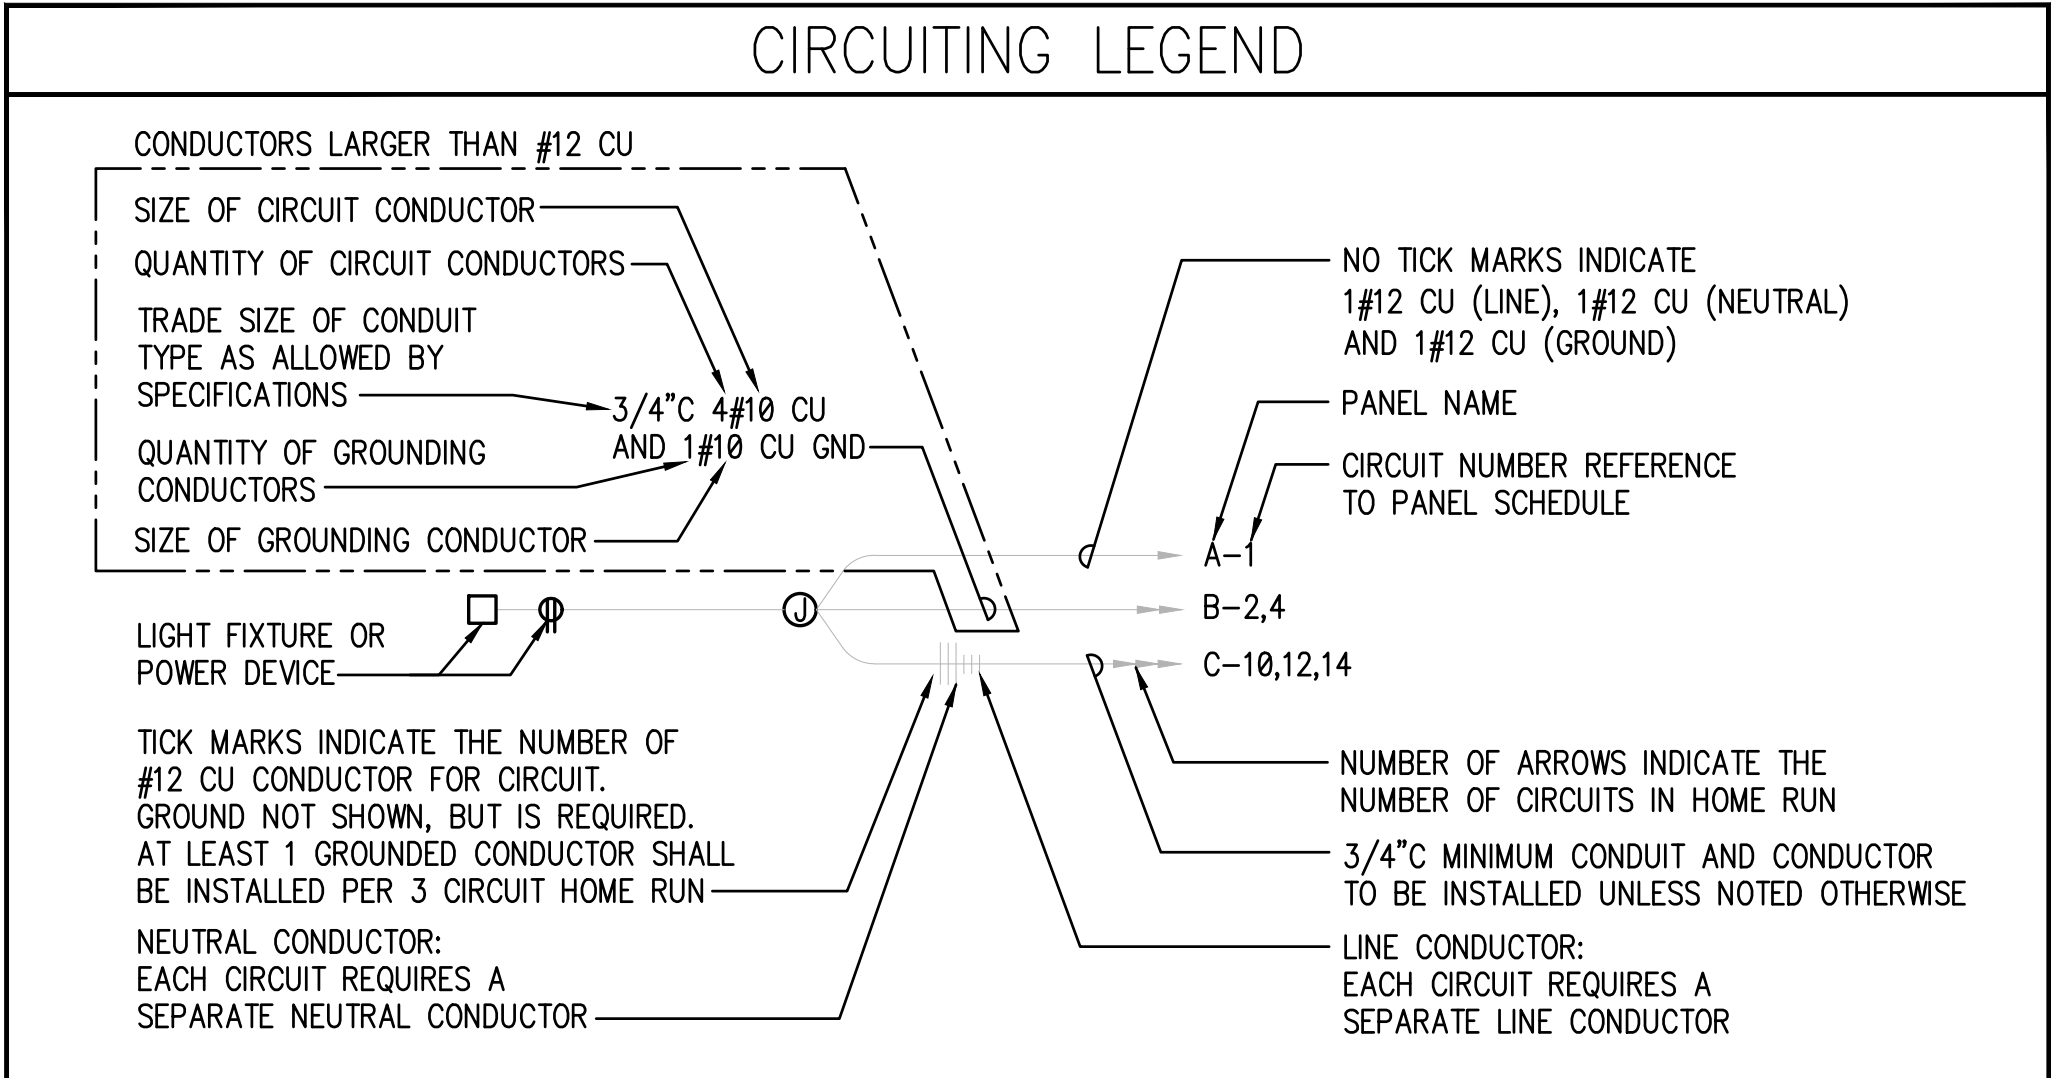 CIRCUITING LEGEND
CONDUCTORS LARGER THAN #12 CU
SIZE OF CIRCUIT CONDUCTOR
QUANTITY OF CIRCUIT CONDUCTORS
TRADE SIZE OF CONDUIT
TYPE AS ALLOWED BY
SPECIFICATIONS
3/4"C 4#10 CU
AND 1#10 CU GND
QUANTITY OF GROUNDING
CONDUCTORS
SIZE OF GROUNDING CONDUCTOR
NO TICK MARKS INDICATE
1#12 CU (LINE), 1#12 CU (NEUTRAL)
AND 1#12 CU (GROUND)
PANEL NAME
CIRCUIT NUMBER REFERENCE
TO PANEL SCHEDULE
A-1
B-2,4
C-10,12,14
J
LIGHT FIXTURE OR
POWER DEVICE
TICK MARKS INDICATE THE NUMBER OF
#12 CU CONDUCTOR FOR CIRCUIT.
GROUND NOT SHOWN, BUT IS REQUIRED.
AT LEAST 1 GROUNDED CONDUCTOR SHALL
BE INSTALLED PER 3 CIRCUIT HOME RUN
NEUTRAL CONDUCTOR:
EACH CIRCUIT REQUIRES A
SEPARATE NEUTRAL CONDUCTOR
NUMBER OF ARROWS INDICATE THE
NUMBER OF CIRCUITS IN HOME RUN
3/4"C MINIMUM CONDUIT AND CONDUCTOR
TO BE INSTALLED UNLESS NOTED OTHERWISE
LINE CONDUCTOR:
EACH CIRCUIT REQUIRES A
SEPARATE LINE CONDUCTOR